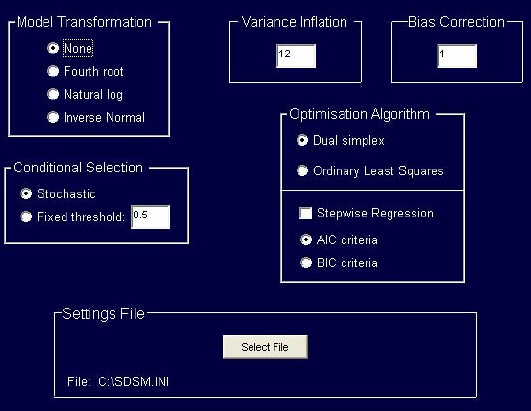 Model Transformation
None
Fourth root
Natural log
Inverse Normal
Variance Inflation
12
Bias Correction
1
Conditional Selection
Stochastic
Fixed threshold: 0.5
Optimisation Algorithm
Dual simplex
Ordinary Least Squares
Stepwise Regression
AIC criteria
BIC criteria
Settings File
Select File
File: C:\SDSM.INI